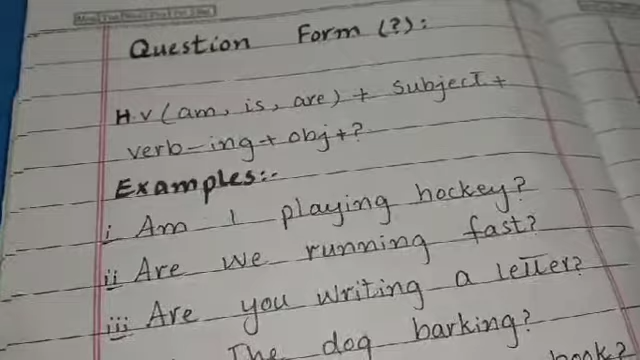 Question Form (?):
H.V (am, is, are) + subject +
verb-ing + obj + ?
Examples:-
i Am I playing hockey?
ii Are we running fast?
iii Are you writing a letter?
The dog barking?
book?